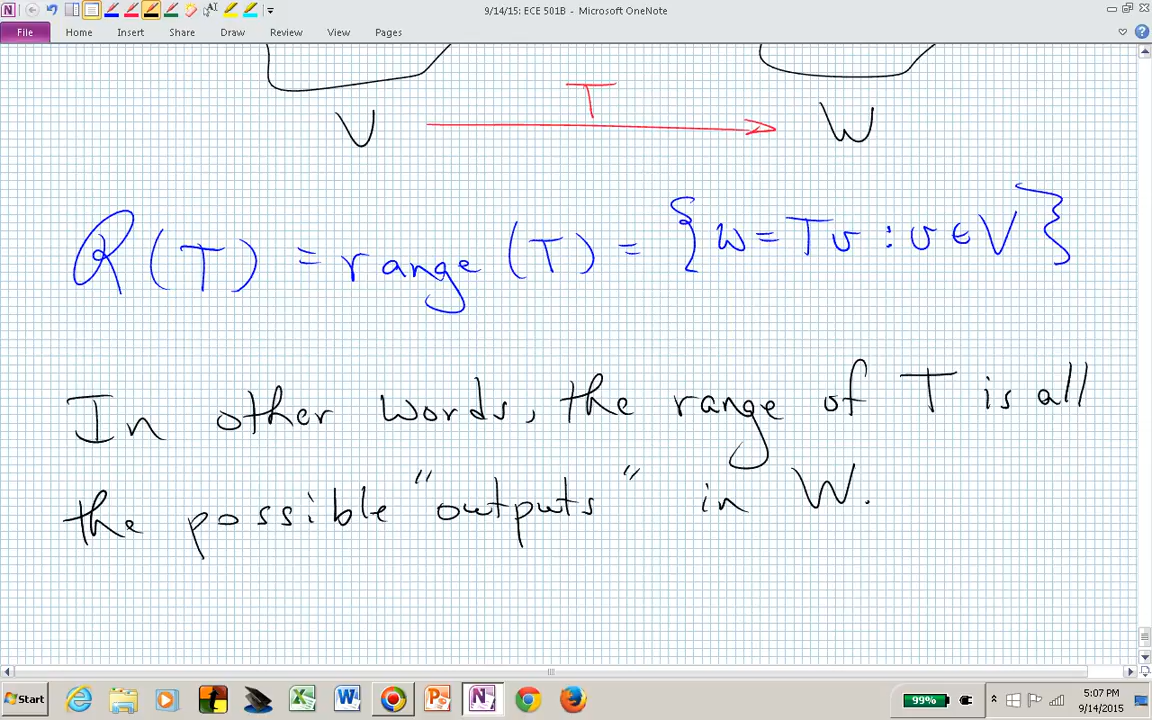 9/14/15: ECE 501B - Microsoft OneNote
File Home Insert Share Draw Review View Pages
T
V W
R(T) = range (T) = {w = Tv : v ∈ V}
In other words, the range of T is all
the possible "outputs" in W.
Start
99%
5:07 PM
9/14/2015